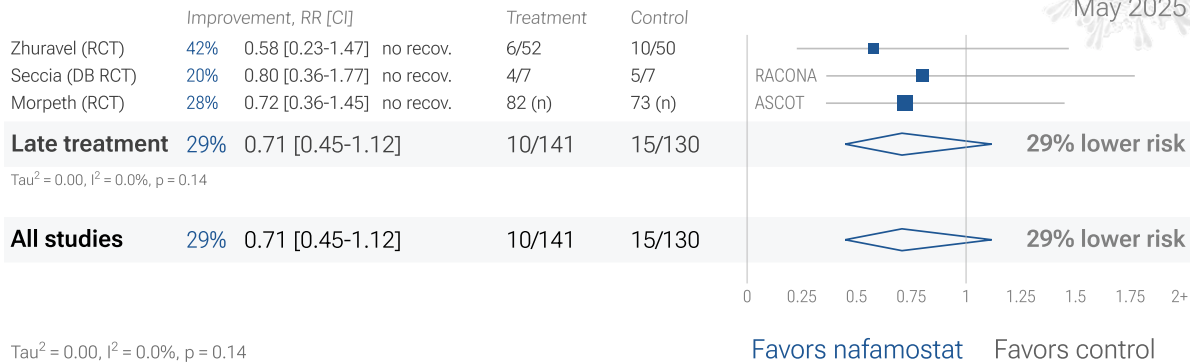 May 2025
Improvement, RR [CI] Treatment Control
Zhuravel (RCT) 42% 0.58 [0.23-1.47] no recov. 6/52 10/50
Seccia (DB RCT) 20% 0.80 [0.36-1.77] no recov. 4/7 5/7 RACONA
Morpeth (RCT) 28% 0.72 [0.36-1.45] no recov. 82 (n) 73 (n) ASCOT
Late treatment 29% 0.71 [0.45-1.12] 10/141 15/130 29% lower risk
Tau² = 0.00, I² = 0.0%, p = 0.14
All studies 29% 0.71 [0.45-1.12] 10/141 15/130 29% lower risk
0 0.25 0.5 0.75 1 1.25 1.5 1.75 2+
Tau² = 0.00, I² = 0.0%, p = 0.14 Favors nafamostat Favors control